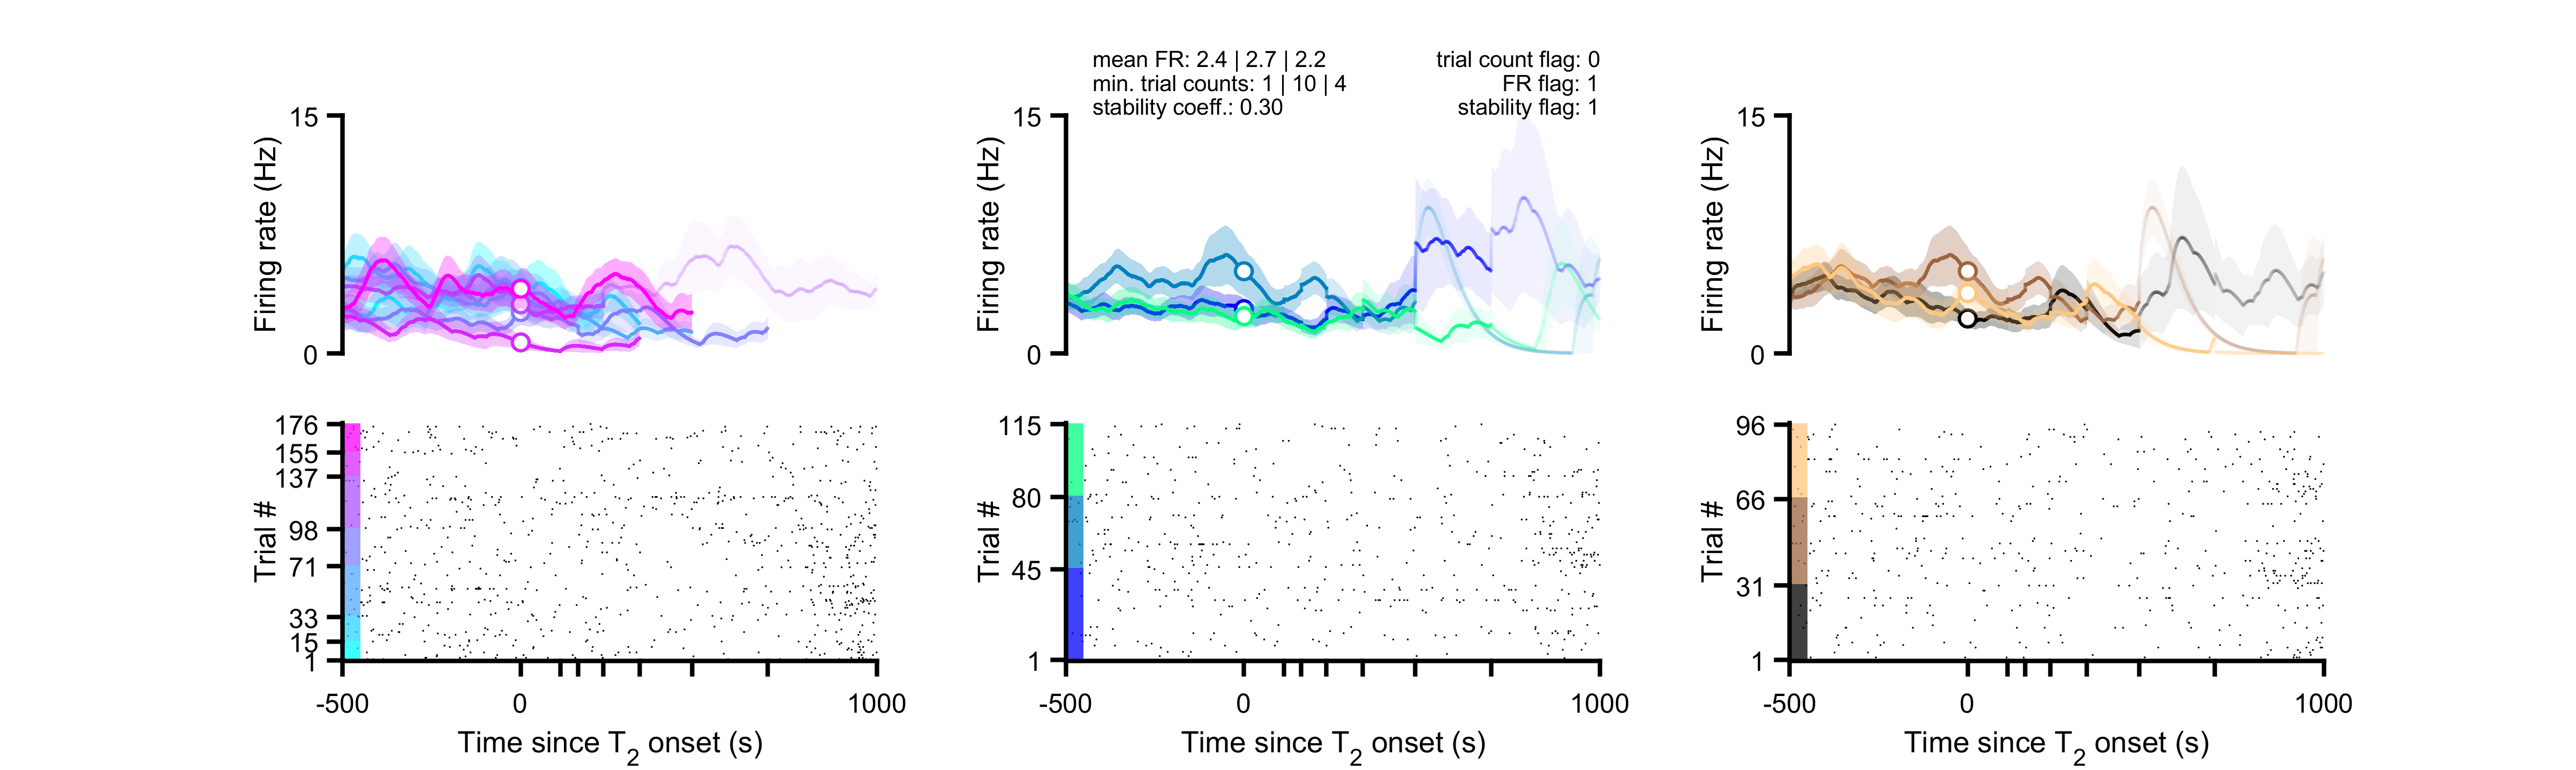 mean FR: 2.4 | 2.7 | 2.2
min. trial counts: 1 | 10 | 4
stability coeff.: 0.30
trial count flag: 0
FR flag: 1
stability flag: 1
15
Firing rate (Hz)
0
15
Firing rate (Hz)
0
15
Firing rate (Hz)
0
176
155
137
98
71
33
15
1
Trial #
-500
0
1000
Time since T2 onset (s)
115
80
45
1
Trial #
-500
0
1000
Time since T2 onset (s)
96
66
31
1
Trial #
-500
0
1000
Time since T2 onset (s)